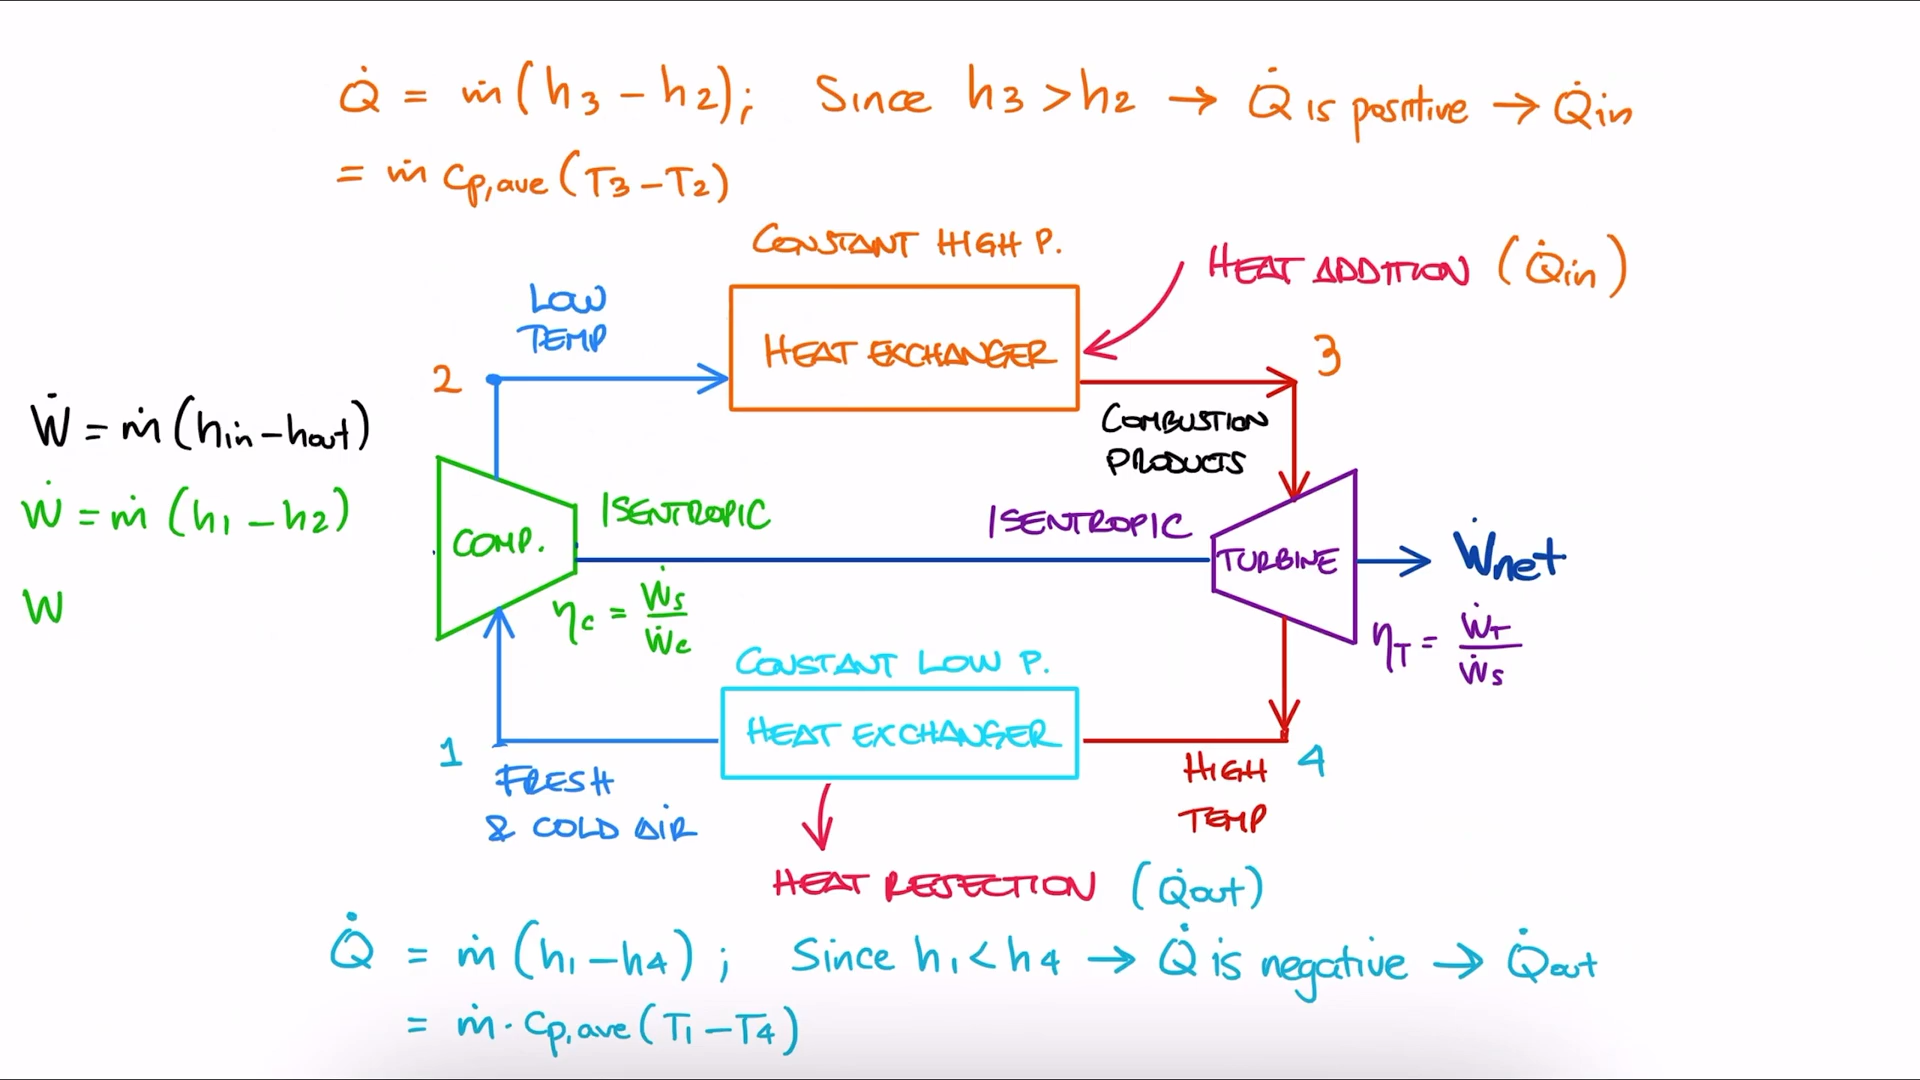 Q̇ = ṁ(h3 − h2); Since h3 > h2 → Q̇ is positive → Q̇in
= ṁ cp,ave (T3 − T2)
CONSTANT HIGH P.
HEAT ADDITION (Q̇in)
LOW
TEMP
HEAT EXCHANGER
2
3
COMBUSTION
PRODUCTS
Ẇ = ṁ (hin − hout)
Ẇ = ṁ (h1 − h2)
W
COMP.
ISENTROPIC
ISENTROPIC
TURBINE
Ẇnet
ηc = Ẇs / Ẇc
ηT = ẆT / Ẇs
CONSTANT LOW P.
HEAT EXCHANGER
1
4
FRESH
& COLD AIR
HIGH
TEMP
HEAT REJECTION (Q̇out)
Q̇ = ṁ (h1 − h4) ; Since h1 < h4 → Q̇ is negative → Q̇out
= ṁ · cp,ave (T1 − T4)